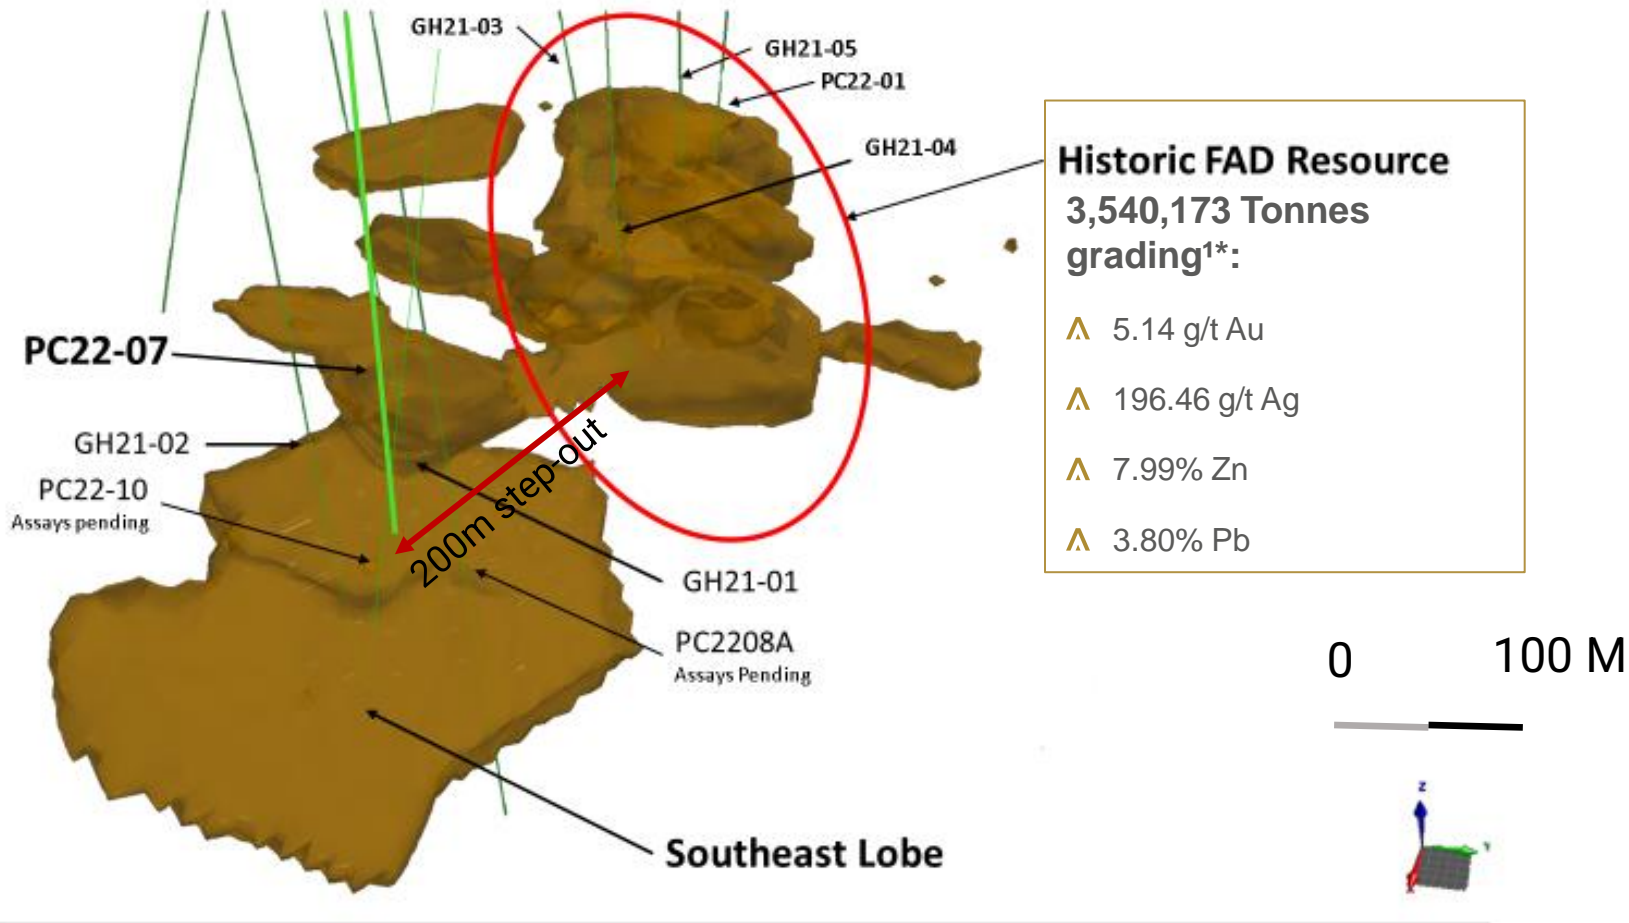 GH21-03
GH21-05
PC22-01
GH21-04
Historic FAD Resource
3,540,173 Tonnes
grading¹*:
5.14 g/t Au
196.46 g/t Ag
7.99% Zn
3.80% Pb
PC22-07
GH21-02
PC22-10
Assays pending
200m step-out
GH21-01
PC2208A
Assays Pending
Southeast Lobe
0 100 M
Z
Y